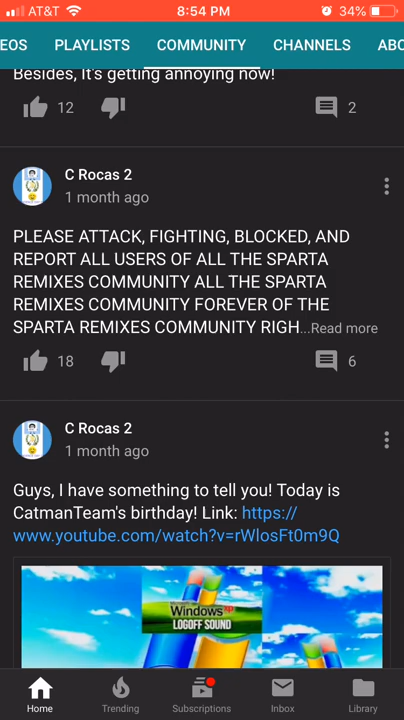 AT&T 8:54 PM 34%
EOS PLAYLISTS COMMUNITY CHANNELS ABO
Besides, It's getting annoying now!
12 2
C Rocas 2
1 month ago
PLEASE ATTACK, FIGHTING, BLOCKED, AND
REPORT ALL USERS OF ALL THE SPARTA
REMIXES COMMUNITY ALL THE SPARTA
REMIXES COMMUNITY FOREVER OF THE
SPARTA REMIXES COMMUNITY RIGH...Read more
18 6
C Rocas 2
1 month ago
Guys, I have something to tell you! Today is
CatmanTeam's birthday! Link: https://
www.youtube.com/watch?v=rWlosFt0m9Q
Windows xp
LOGOFF SOUND
Home Trending Subscriptions Inbox Library